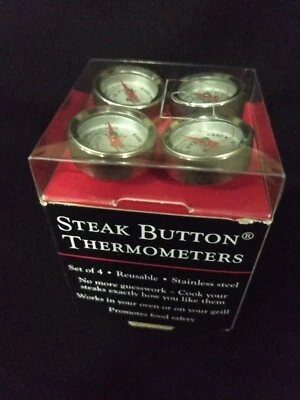 STEAK BUTTON®
THERMOMETERS
Set of 4 • Reusable • Stainless steel
No more guesswork – Cook your
steaks exactly how you like them
Works in your oven or on your grill
Promotes food safety